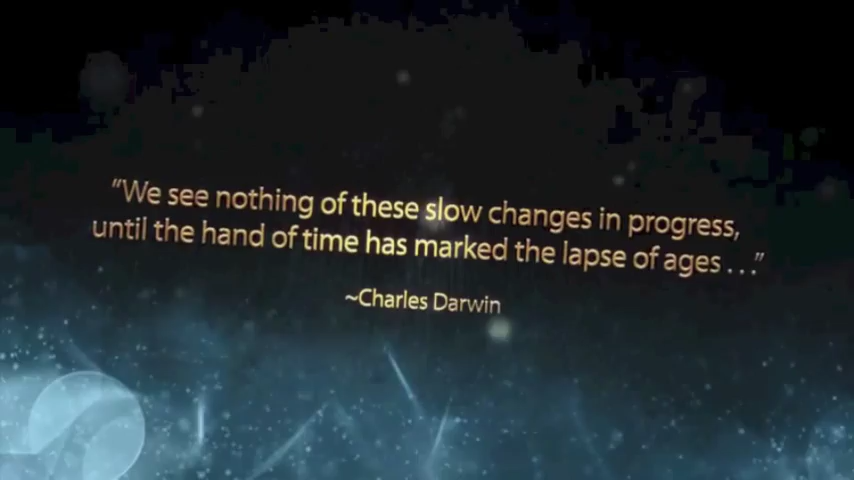 “We see nothing of these slow changes in progress,
until the hand of time has marked the lapse of ages . . .”
~Charles Darwin